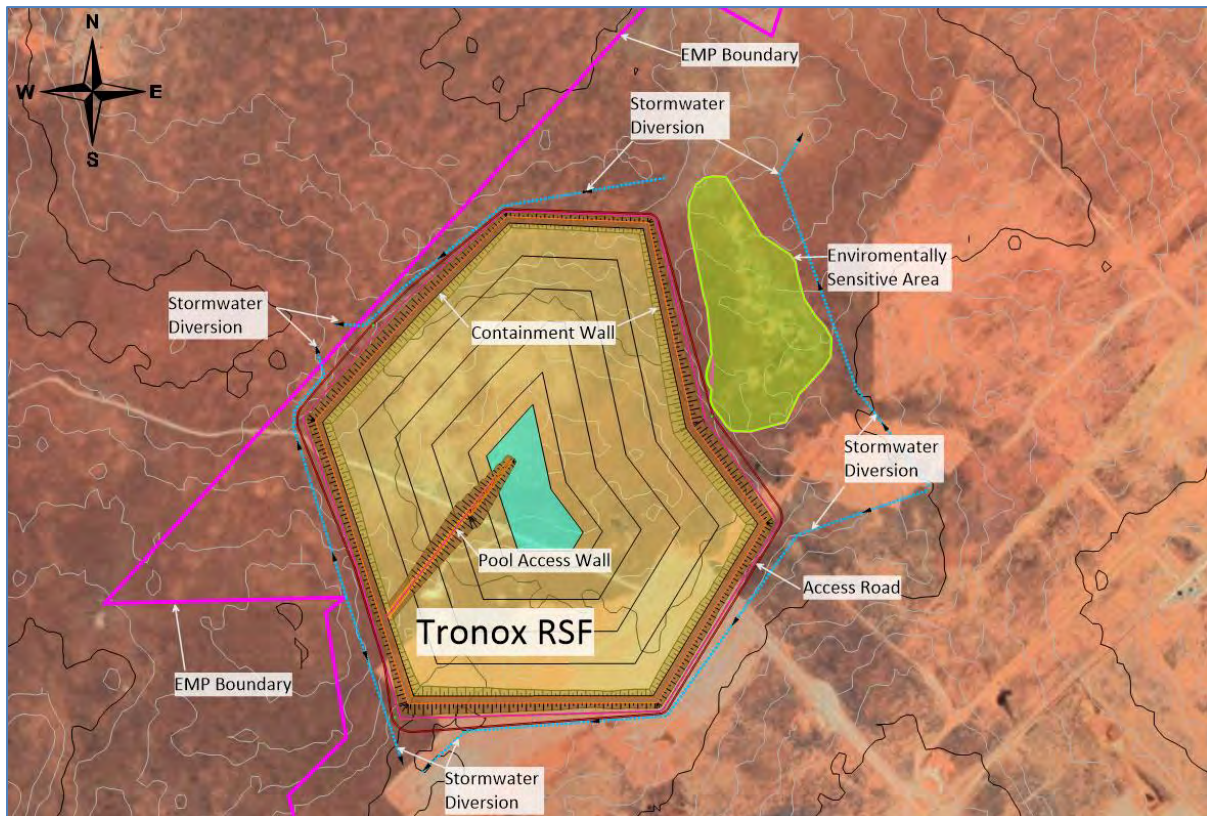 N
W
E
S
EMP Boundary
Stormwater
Diversion
Enviromentally
Sensitive Area
Stormwater
Diversion
Containment Wall
Stormwater
Diversion
Pool Access Wall
Access Road
Tronox RSF
EMP Boundary
Stormwater
Diversion